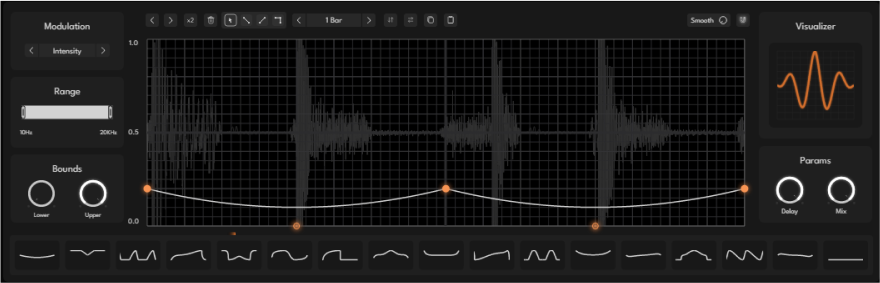 Modulation
Intensity
Range
10Hz
20KHz
Bounds
Lower
Upper
x2
1 Bar
Smooth
1.0
0.5
0.0
Visualizer
Params
Delay
Mix